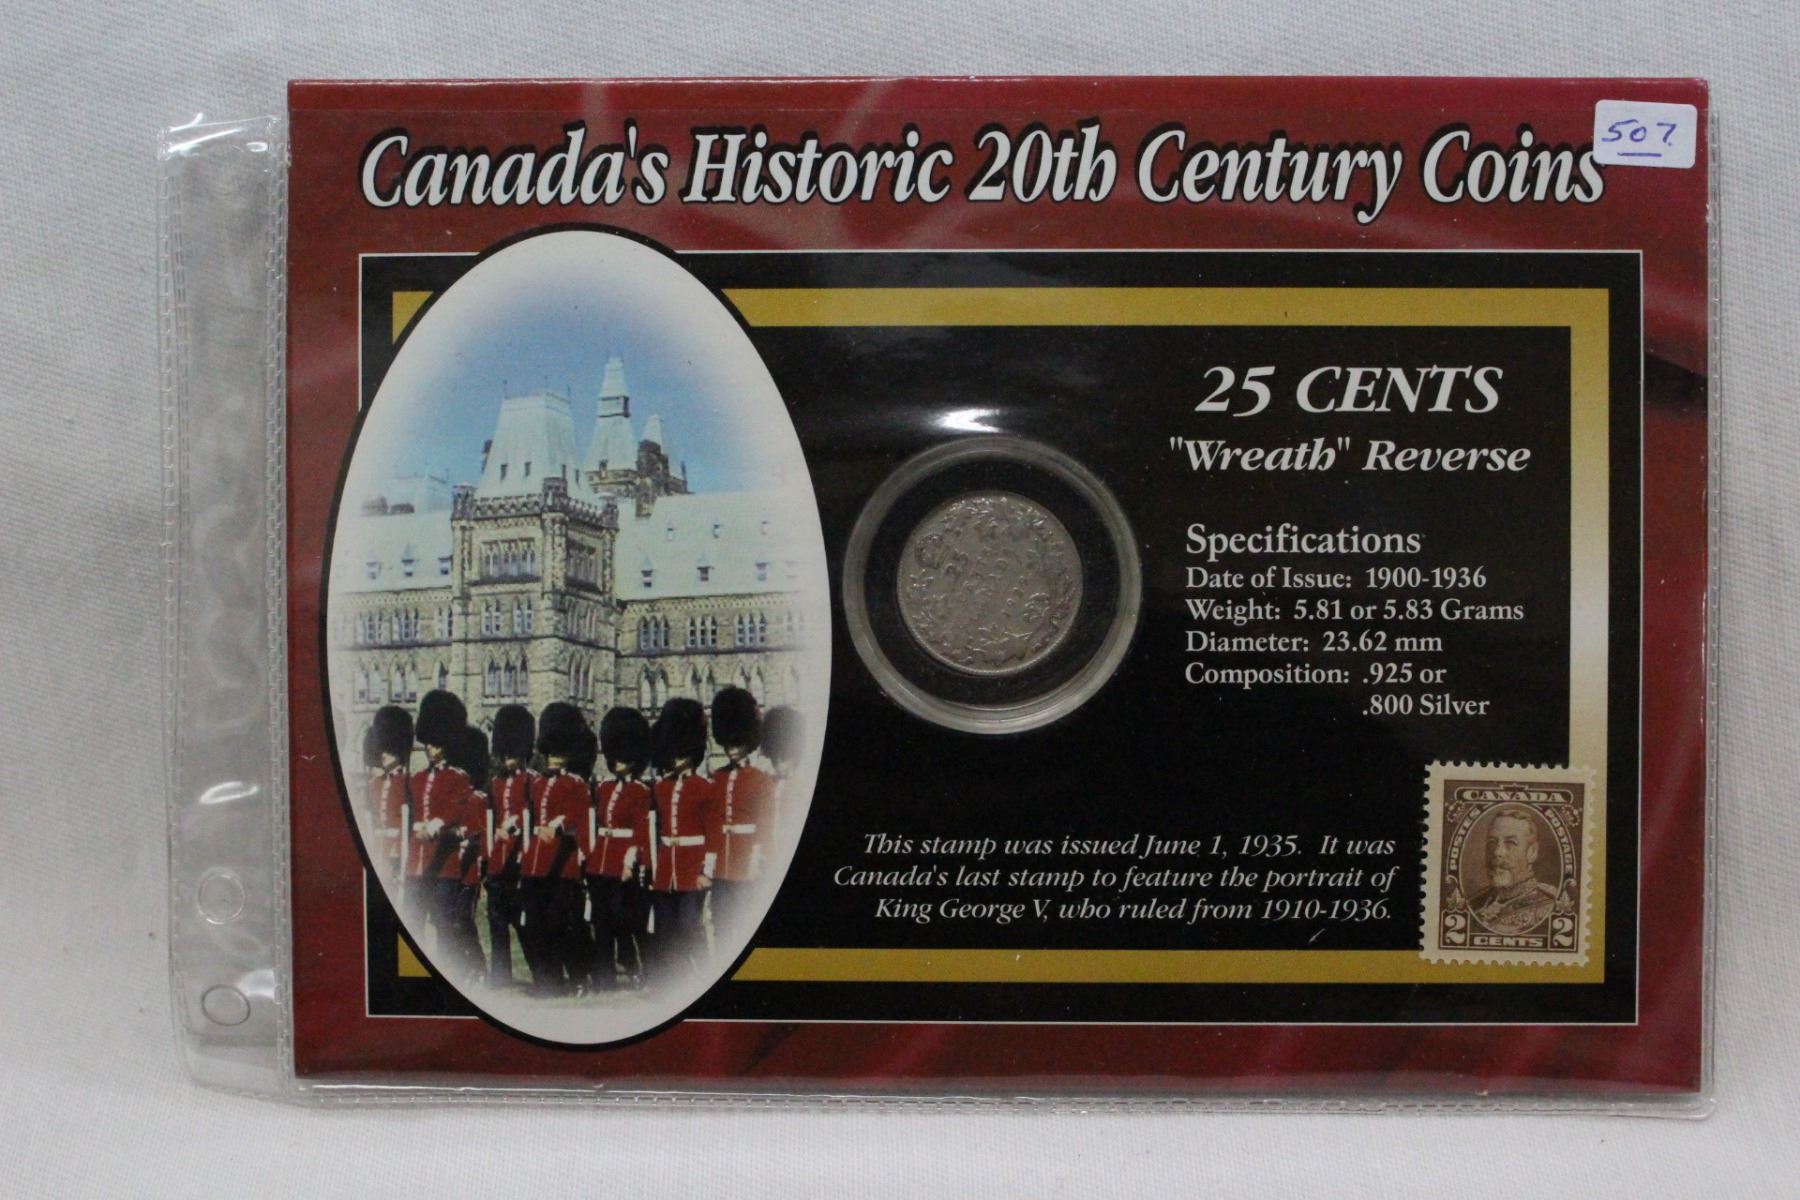 Canada's Historic 20th Century Coins
507.
25 CENTS
"Wreath" Reverse
Specifications
Date of Issue: 1900-1936
Weight: 5.81 or 5.83 Grams
Diameter: 23.62 mm
Composition: .925 or
.800 Silver
This stamp was issued June 1, 1935. It was
Canada's last stamp to feature the portrait of
King George V, who ruled from 1910-1936.
CANADA
POSTES POSTAGE
2 CENTS 2